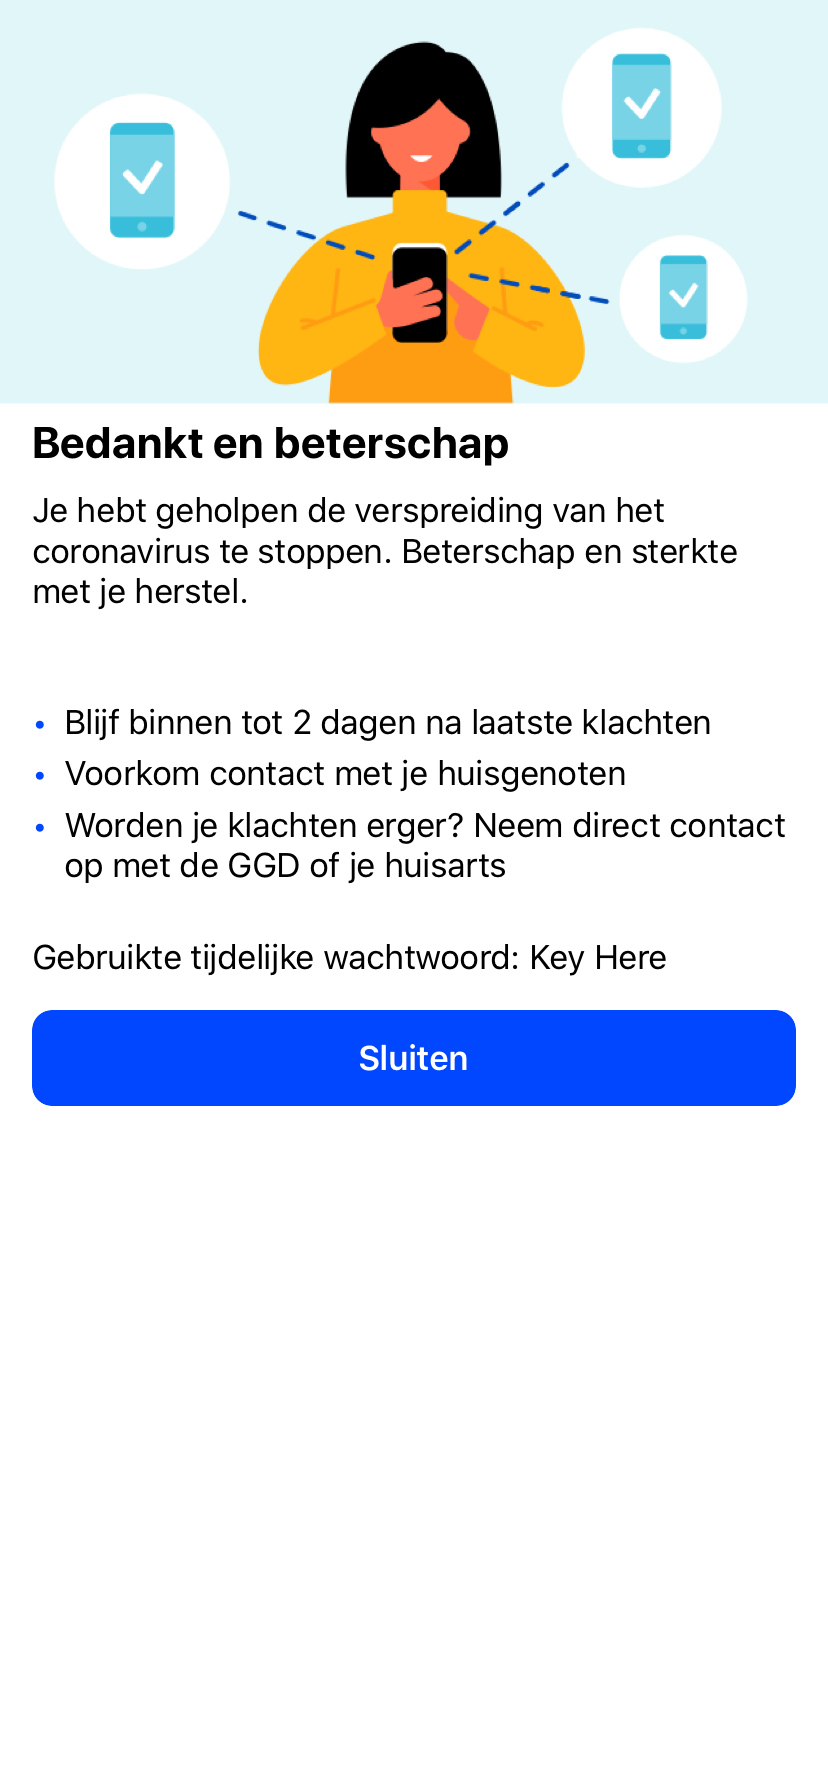 Bedankt en beterschap
Je hebt geholpen de verspreiding van het
coronavirus te stoppen. Beterschap en sterkte
met je herstel.
• Blijf binnen tot 2 dagen na laatste klachten
• Voorkom contact met je huisgenoten
• Worden je klachten erger? Neem direct contact
op met de GGD of je huisarts
Gebruikte tijdelijke wachtwoord: Key Here
Sluiten